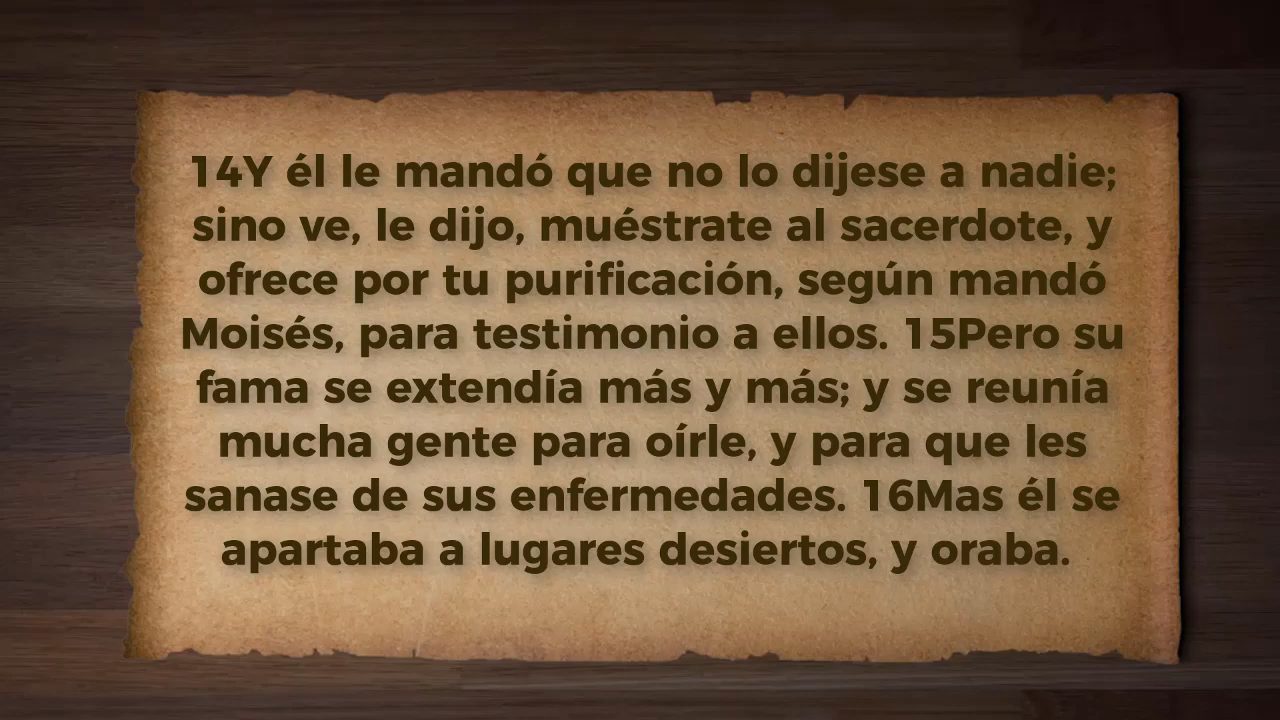 14Y él le mandó que no lo dijese a nadie;
sino ve, le dijo, muéstrate al sacerdote, y
ofrece por tu purificación, según mandó
Moisés, para testimonio a ellos. 15Pero su
fama se extendía más y más; y se reunía
mucha gente para oírle, y para que les
sanase de sus enfermedades. 16Mas él se
apartaba a lugares desiertos, y oraba.